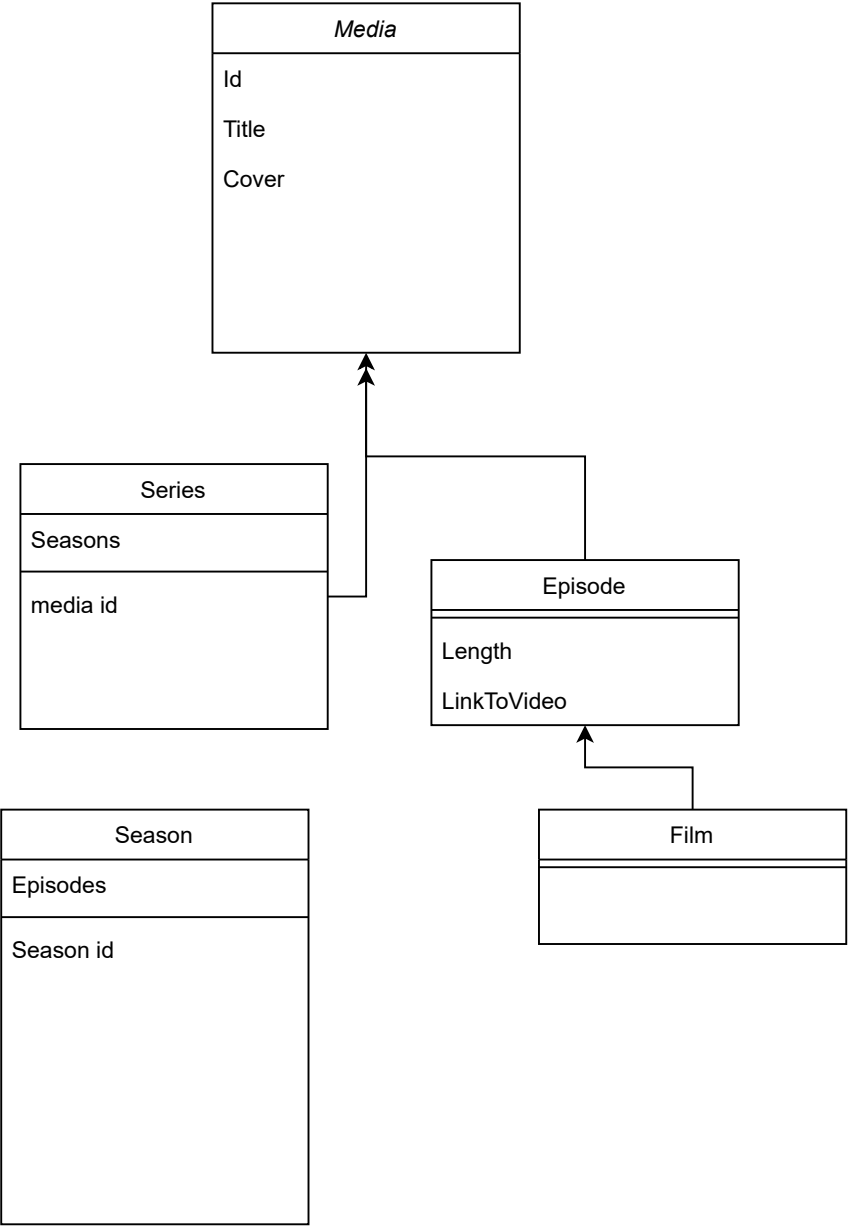 Media
Id
Title
Cover
Series
Seasons
media id
Episode
Length
LinkToVideo
Season
Episodes
Season id
Film